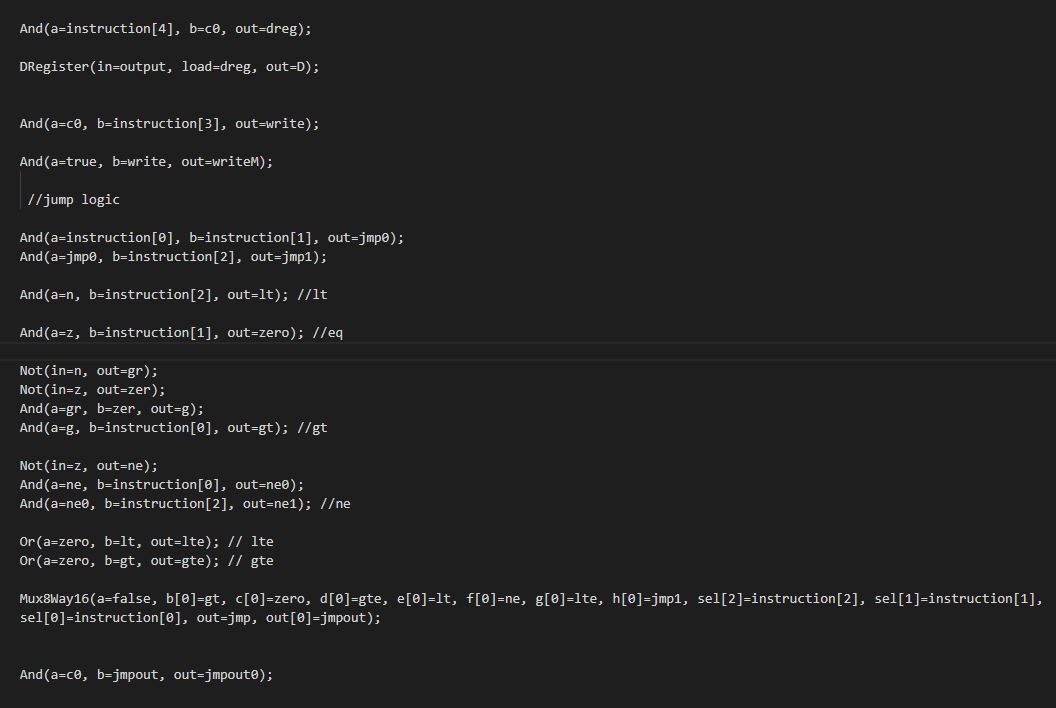 And(a=instruction[4], b=c0, out=dreg);
DRegister(in=output, load=dreg, out=D);
And(a=c0, b=instruction[3], out=write);
And(a=true, b=write, out=writeM);
//jump logic
And(a=instruction[0], b=instruction[1], out=jmp0);
And(a=jmp0, b=instruction[2], out=jmp1);
And(a=n, b=instruction[2], out=lt); //lt
And(a=z, b=instruction[1], out=zero); //eq
Not(in=n, out=gr);
Not(in=z, out=zer);
And(a=gr, b=zer, out=g);
And(a=g, b=instruction[0], out=gt); //gt
Not(in=z, out=ne);
And(a=ne, b=instruction[0], out=ne0);
And(a=ne0, b=instruction[2], out=ne1); //ne
Or(a=zero, b=lt, out=lte); // lte
Or(a=zero, b=gt, out=gte); // gte
Mux8Way16(a=false, b[0]=gt, c[0]=zero, d[0]=gte, e[0]=lt, f[0]=ne, g[0]=lte, h[0]=jmp1, sel[2]=instruction[2], sel[1]=instruction[1],
sel[0]=instruction[0], out=jmp, out[0]=jmpout);
And(a=c0, b=jmpout, out=jmpout0);